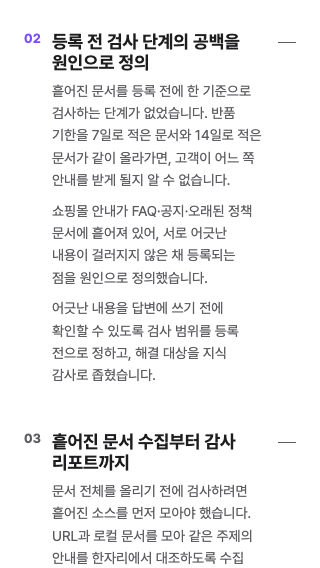 02 등록 전 검사 단계의 공백을
원인으로 정의
흩어진 문서를 등록 전에 한 기준으로
검사하는 단계가 없었습니다. 반품
기한을 7일로 적은 문서와 14일로 적은
문서가 같이 올라가면, 고객이 어느 쪽
안내를 받게 될지 알 수 없습니다.
쇼핑몰 안내가 FAQ·공지·오래된 정책
문서에 흩어져 있어, 서로 어긋난
내용이 걸러지지 않은 채 등록되는
점을 원인으로 정의했습니다.
어긋난 내용을 답변에 쓰기 전에
확인할 수 있도록 검사 범위를 등록
전으로 정하고, 해결 대상을 지식
감사로 좁혔습니다.
03 흩어진 문서 수집부터 감사
리포트까지
문서 전체를 올리기 전에 검사하려면
흩어진 소스를 먼저 모아야 했습니다.
URL과 로컬 문서를 모아 같은 주제의
안내를 한자리에서 대조하도록 수집